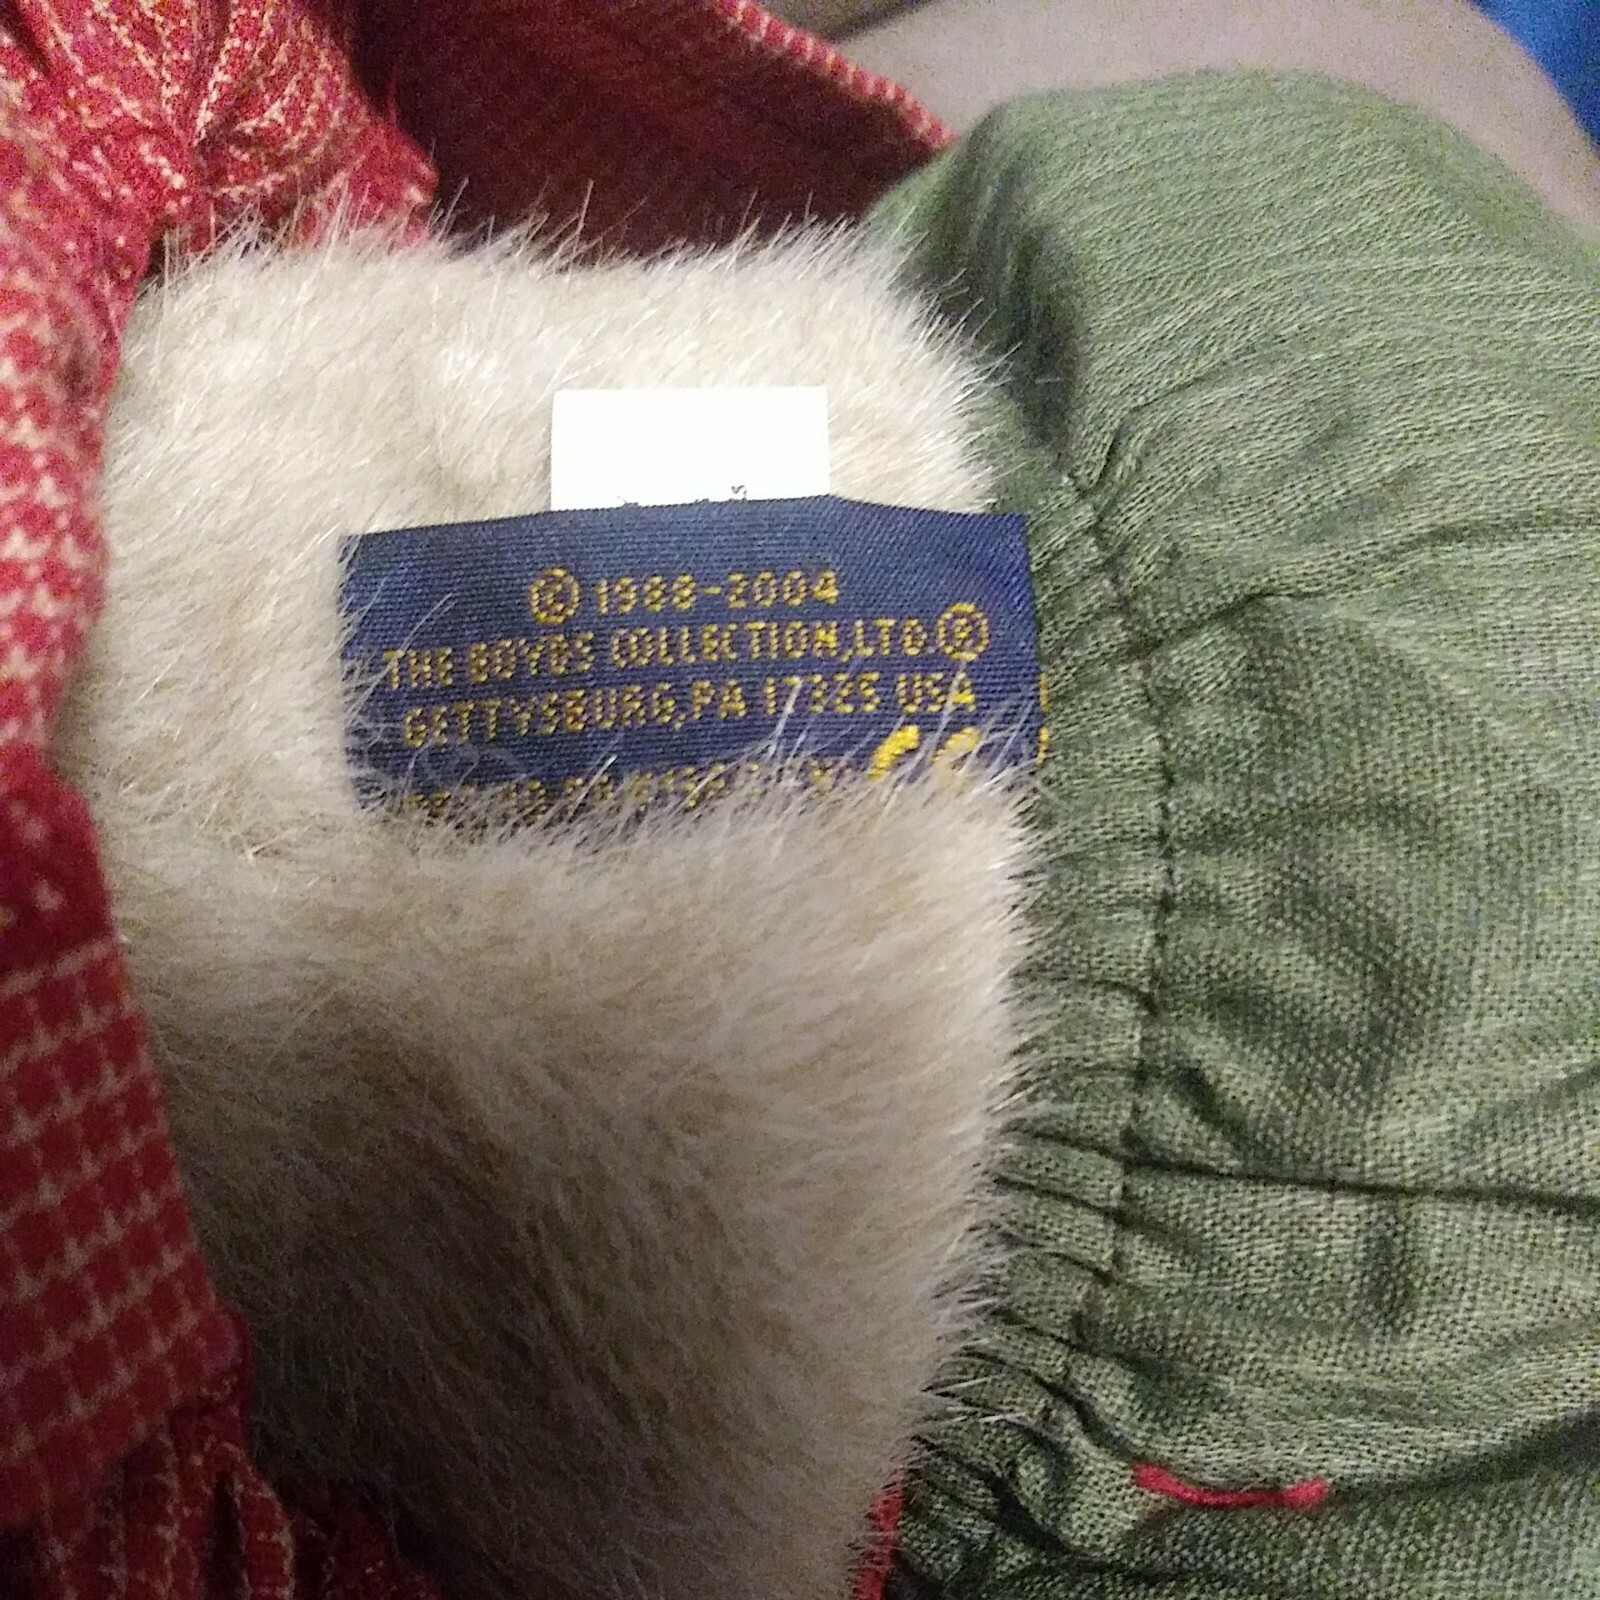 © 1988-2004
THE BOYDS COLLECTION, LTD.®
GETTYSBURG, PA 17325 USA